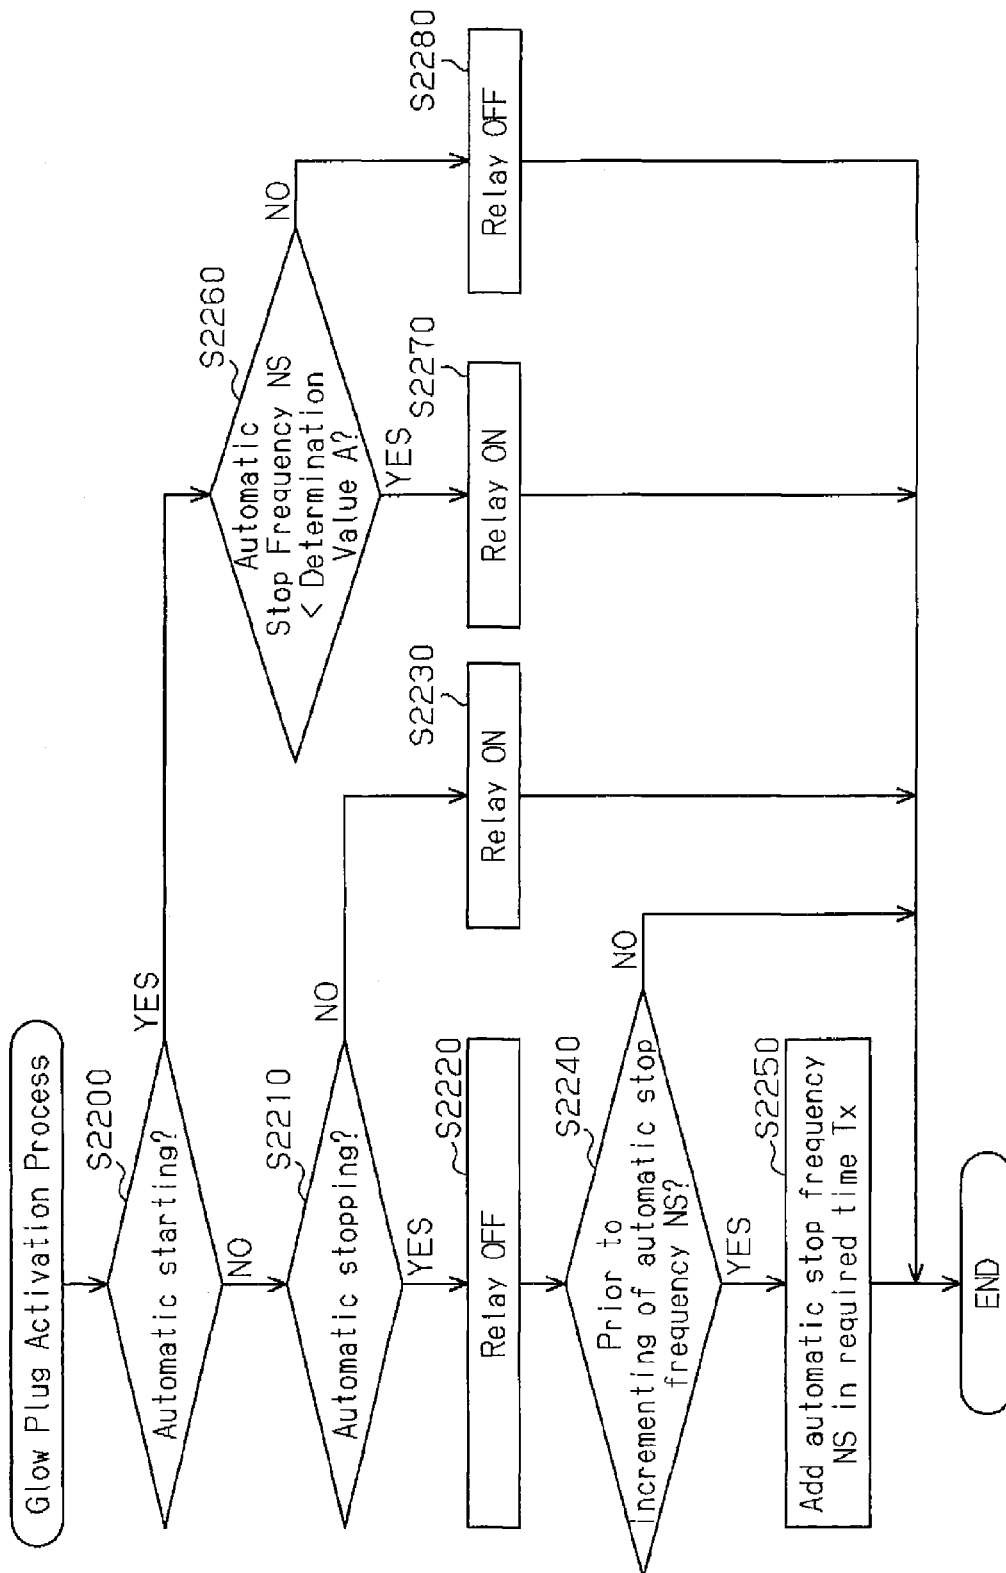 Glow Plug Activation Process
S2200
Automatic starting?
YES
NO
S2210
Automatic stopping?
NO
YES
S2220
Relay OFF
S2230
Relay ON
S2240
Prior to
incrementing of automatic stop
frequency NS?
NO
YES
S2250
Add automatic stop frequency
NS in required time Tx
S2260
Automatic
Stop Frequency NS
< Determination
Value A?
NO
YES
S2270
Relay ON
S2280
Relay OFF
END